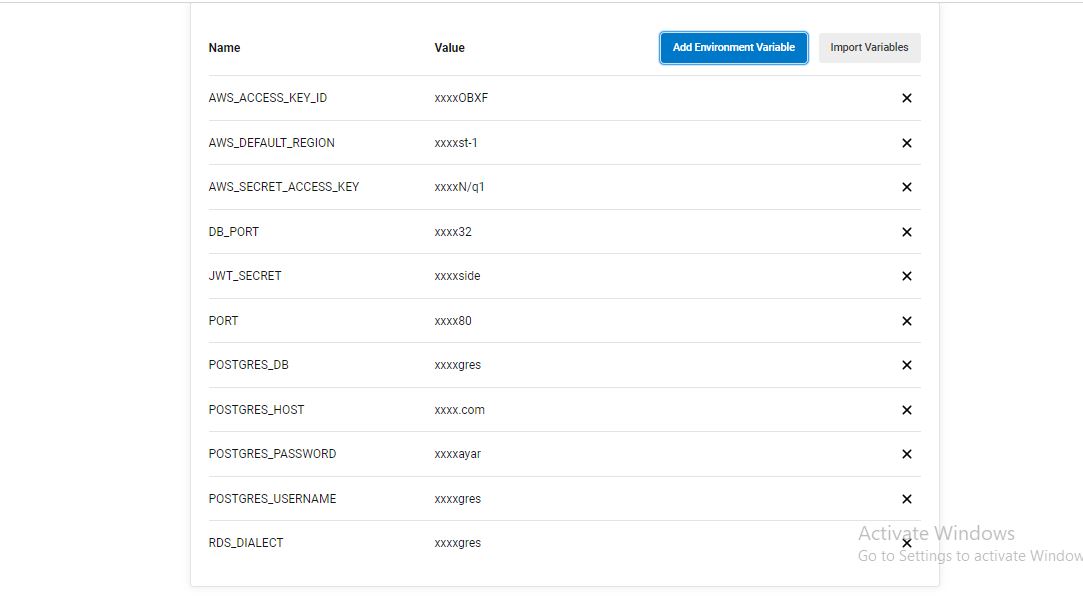 Name Value Add Environment Variable Import Variables
AWS_ACCESS_KEY_ID xxxxOBXF
AWS_DEFAULT_REGION xxxxst-1
AWS_SECRET_ACCESS_KEY xxxxN/q1
DB_PORT xxxx32
JWT_SECRET xxxxside
PORT xxxx80
POSTGRES_DB xxxxgres
POSTGRES_HOST xxxx.com
POSTGRES_PASSWORD xxxxayar
POSTGRES_USERNAME xxxxgres
RDS_DIALECT xxxxgres
Activate Windows
Go to Settings to activate Window